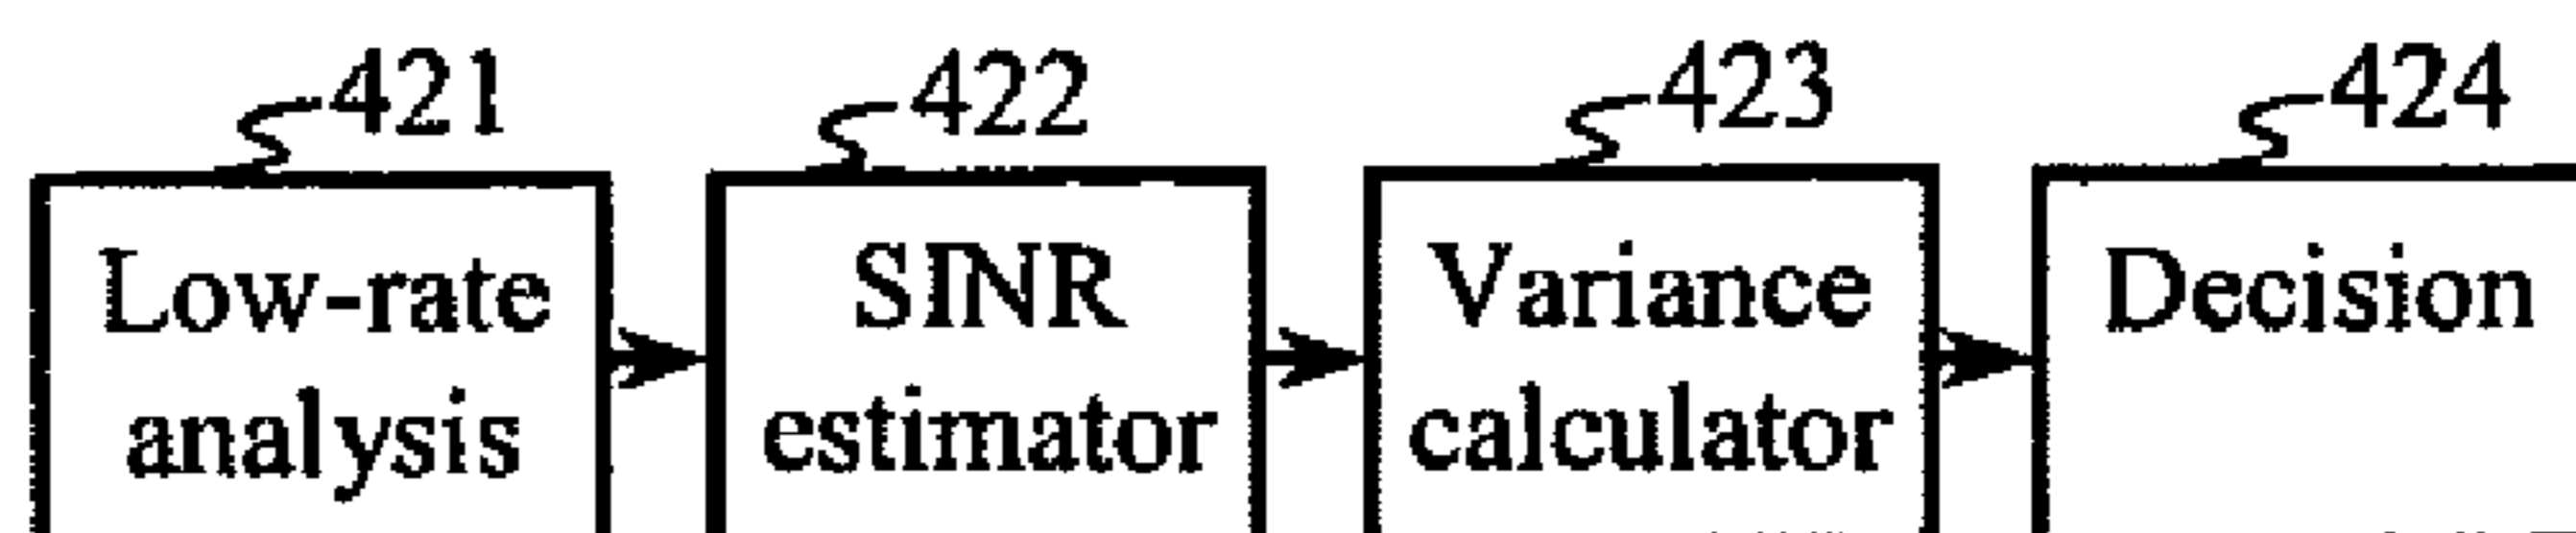 421 422 423 424
Low-rate SINR Variance Decision
analysis estimator calculator